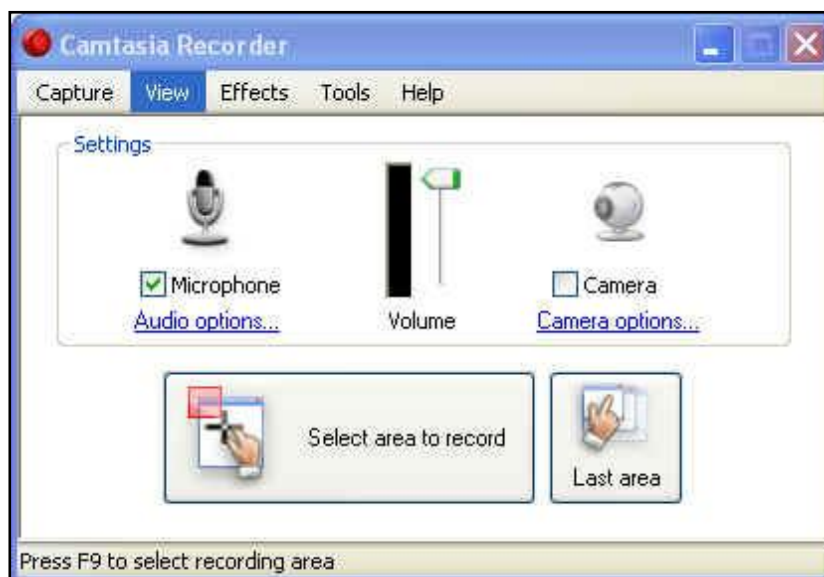 Camtasia Recorder
Capture View Effects Tools Help
Settings
Microphone
Camera
Audio options...
Volume
Camera options...
Select area to record
Last area
Press F9 to select recording area